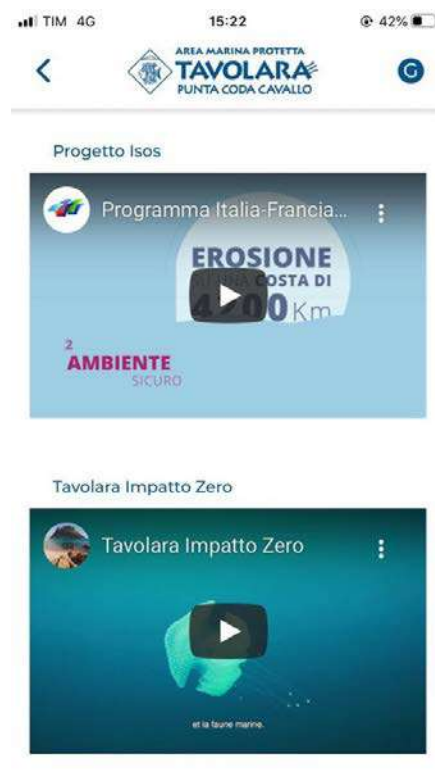 TIM 4G 15:22 42%
AREA MARINA PROTETTA
TAVOLARA
PUNTA CODA CAVALLO
G
Progetto Isos
Programma Italia-Francia...
EROSIONE
COSTA DI
Km
2
AMBIENTE
SICURO
Tavolara Impatto Zero
Tavolara Impatto Zero
et la faune marine.